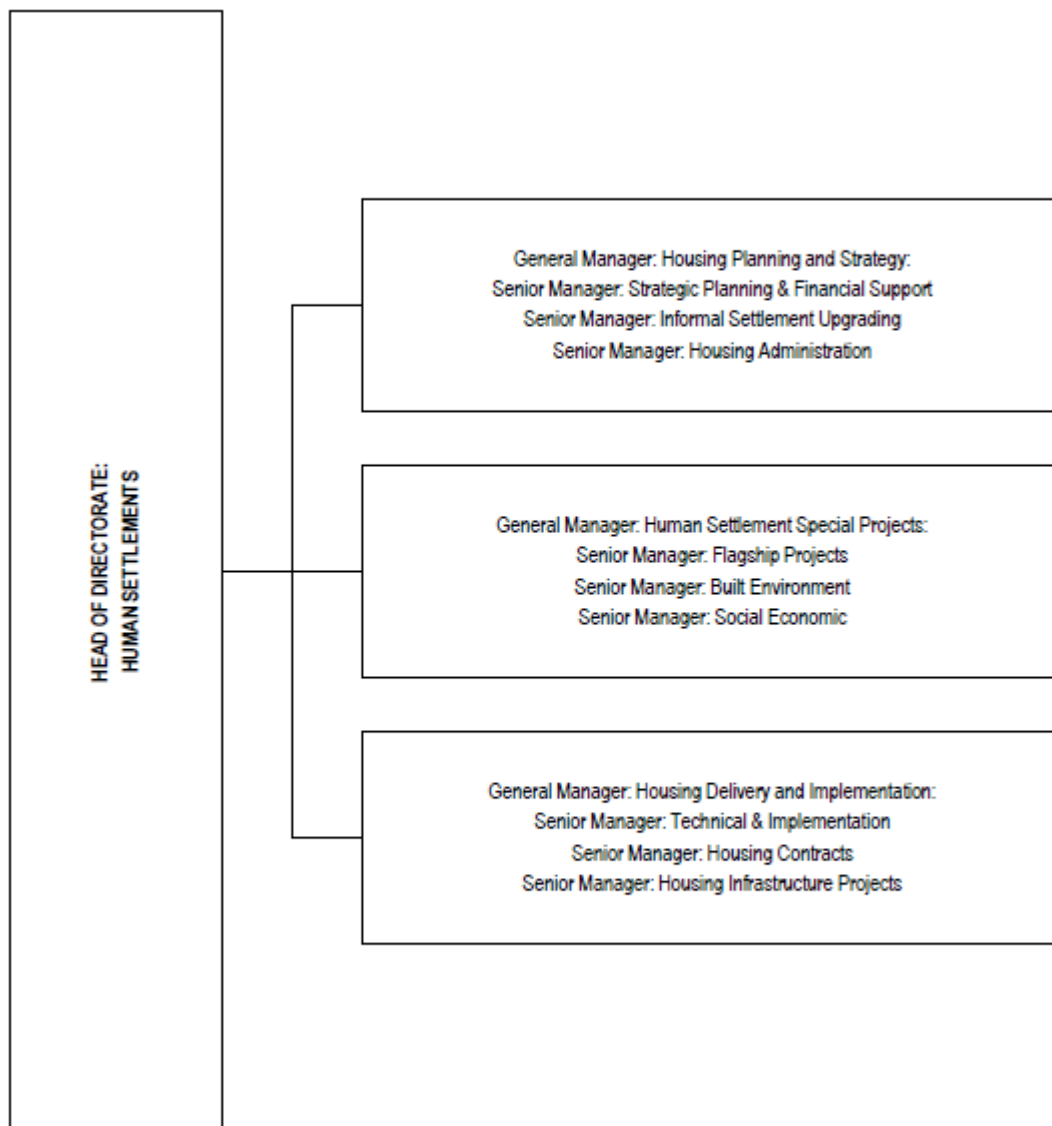 HEAD OF DIRECTORATE:
HUMAN SETTLEMENTS
General Manager: Housing Planning and Strategy:
Senior Manager: Strategic Planning & Financial Support
Senior Manager: Informal Settlement Upgrading
Senior Manager: Housing Administration
General Manager: Human Settlement Special Projects:
Senior Manager: Flagship Projects
Senior Manager: Built Environment
Senior Manager: Social Economic
General Manager: Housing Delivery and Implementation:
Senior Manager: Technical & Implementation
Senior Manager: Housing Contracts
Senior Manager: Housing Infrastructure Projects